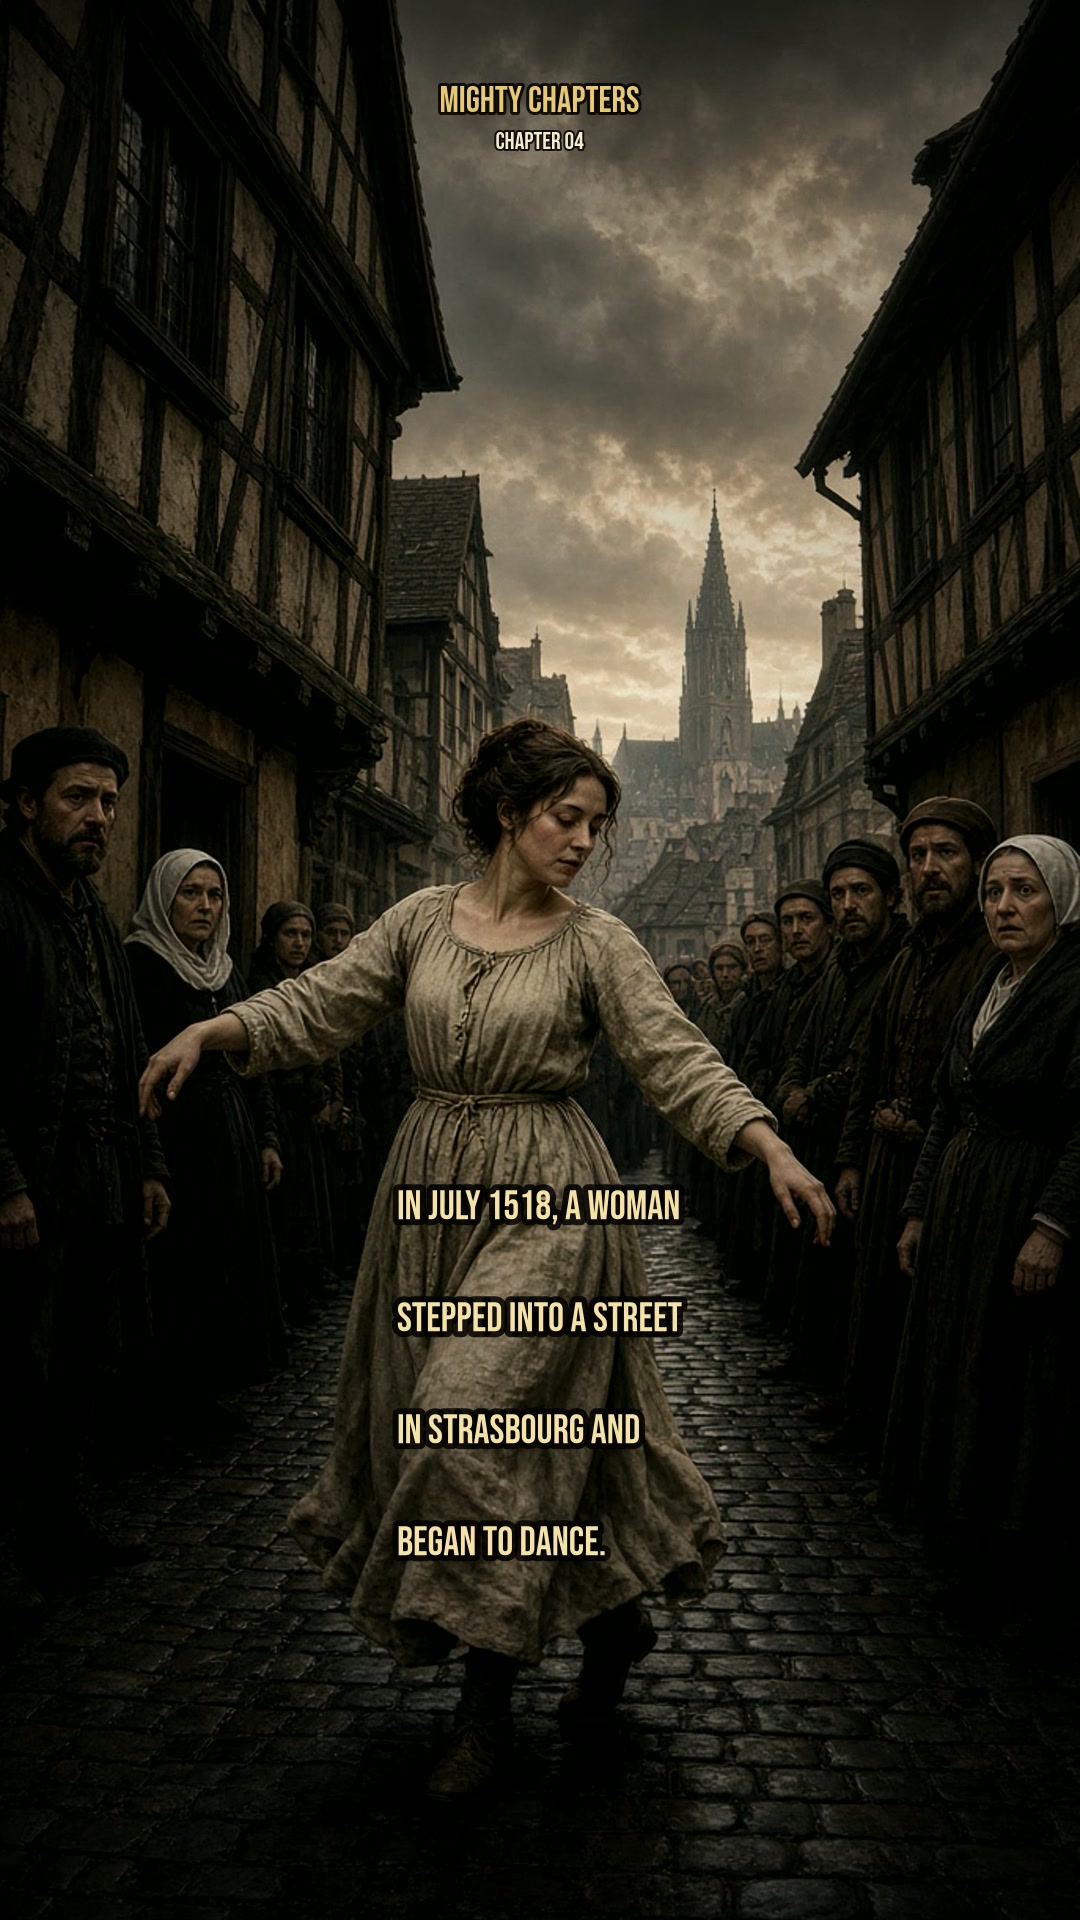 MIGHTY CHAPTERS
CHAPTER 04
IN JULY 1518, A WOMAN
STEPPED INTO A STREET
IN STRASBOURG AND
BEGAN TO DANCE.